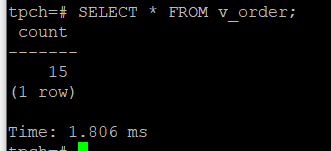 tpch=# SELECT * FROM v_order;
count
-------
15
(1 row)
Time: 1.806 ms
tpch=#